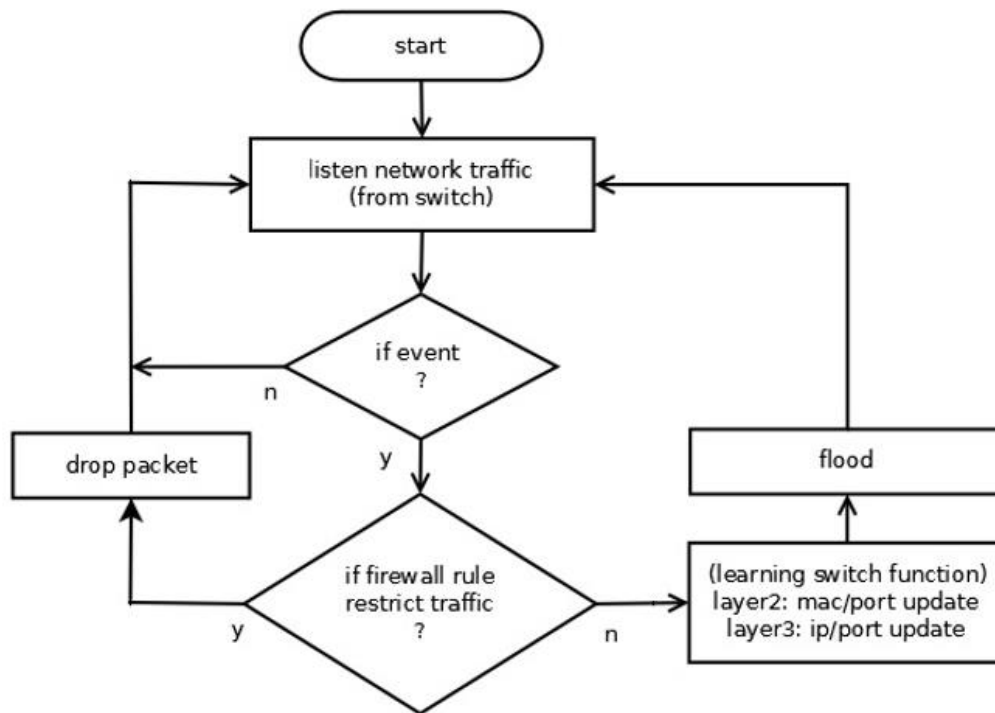 start
listen network traffic
(from switch)
if event
?
n
y
drop packet
flood
if firewall rule
restrict traffic
?
y
n
(learning switch function)
layer2: mac/port update
layer3: ip/port update